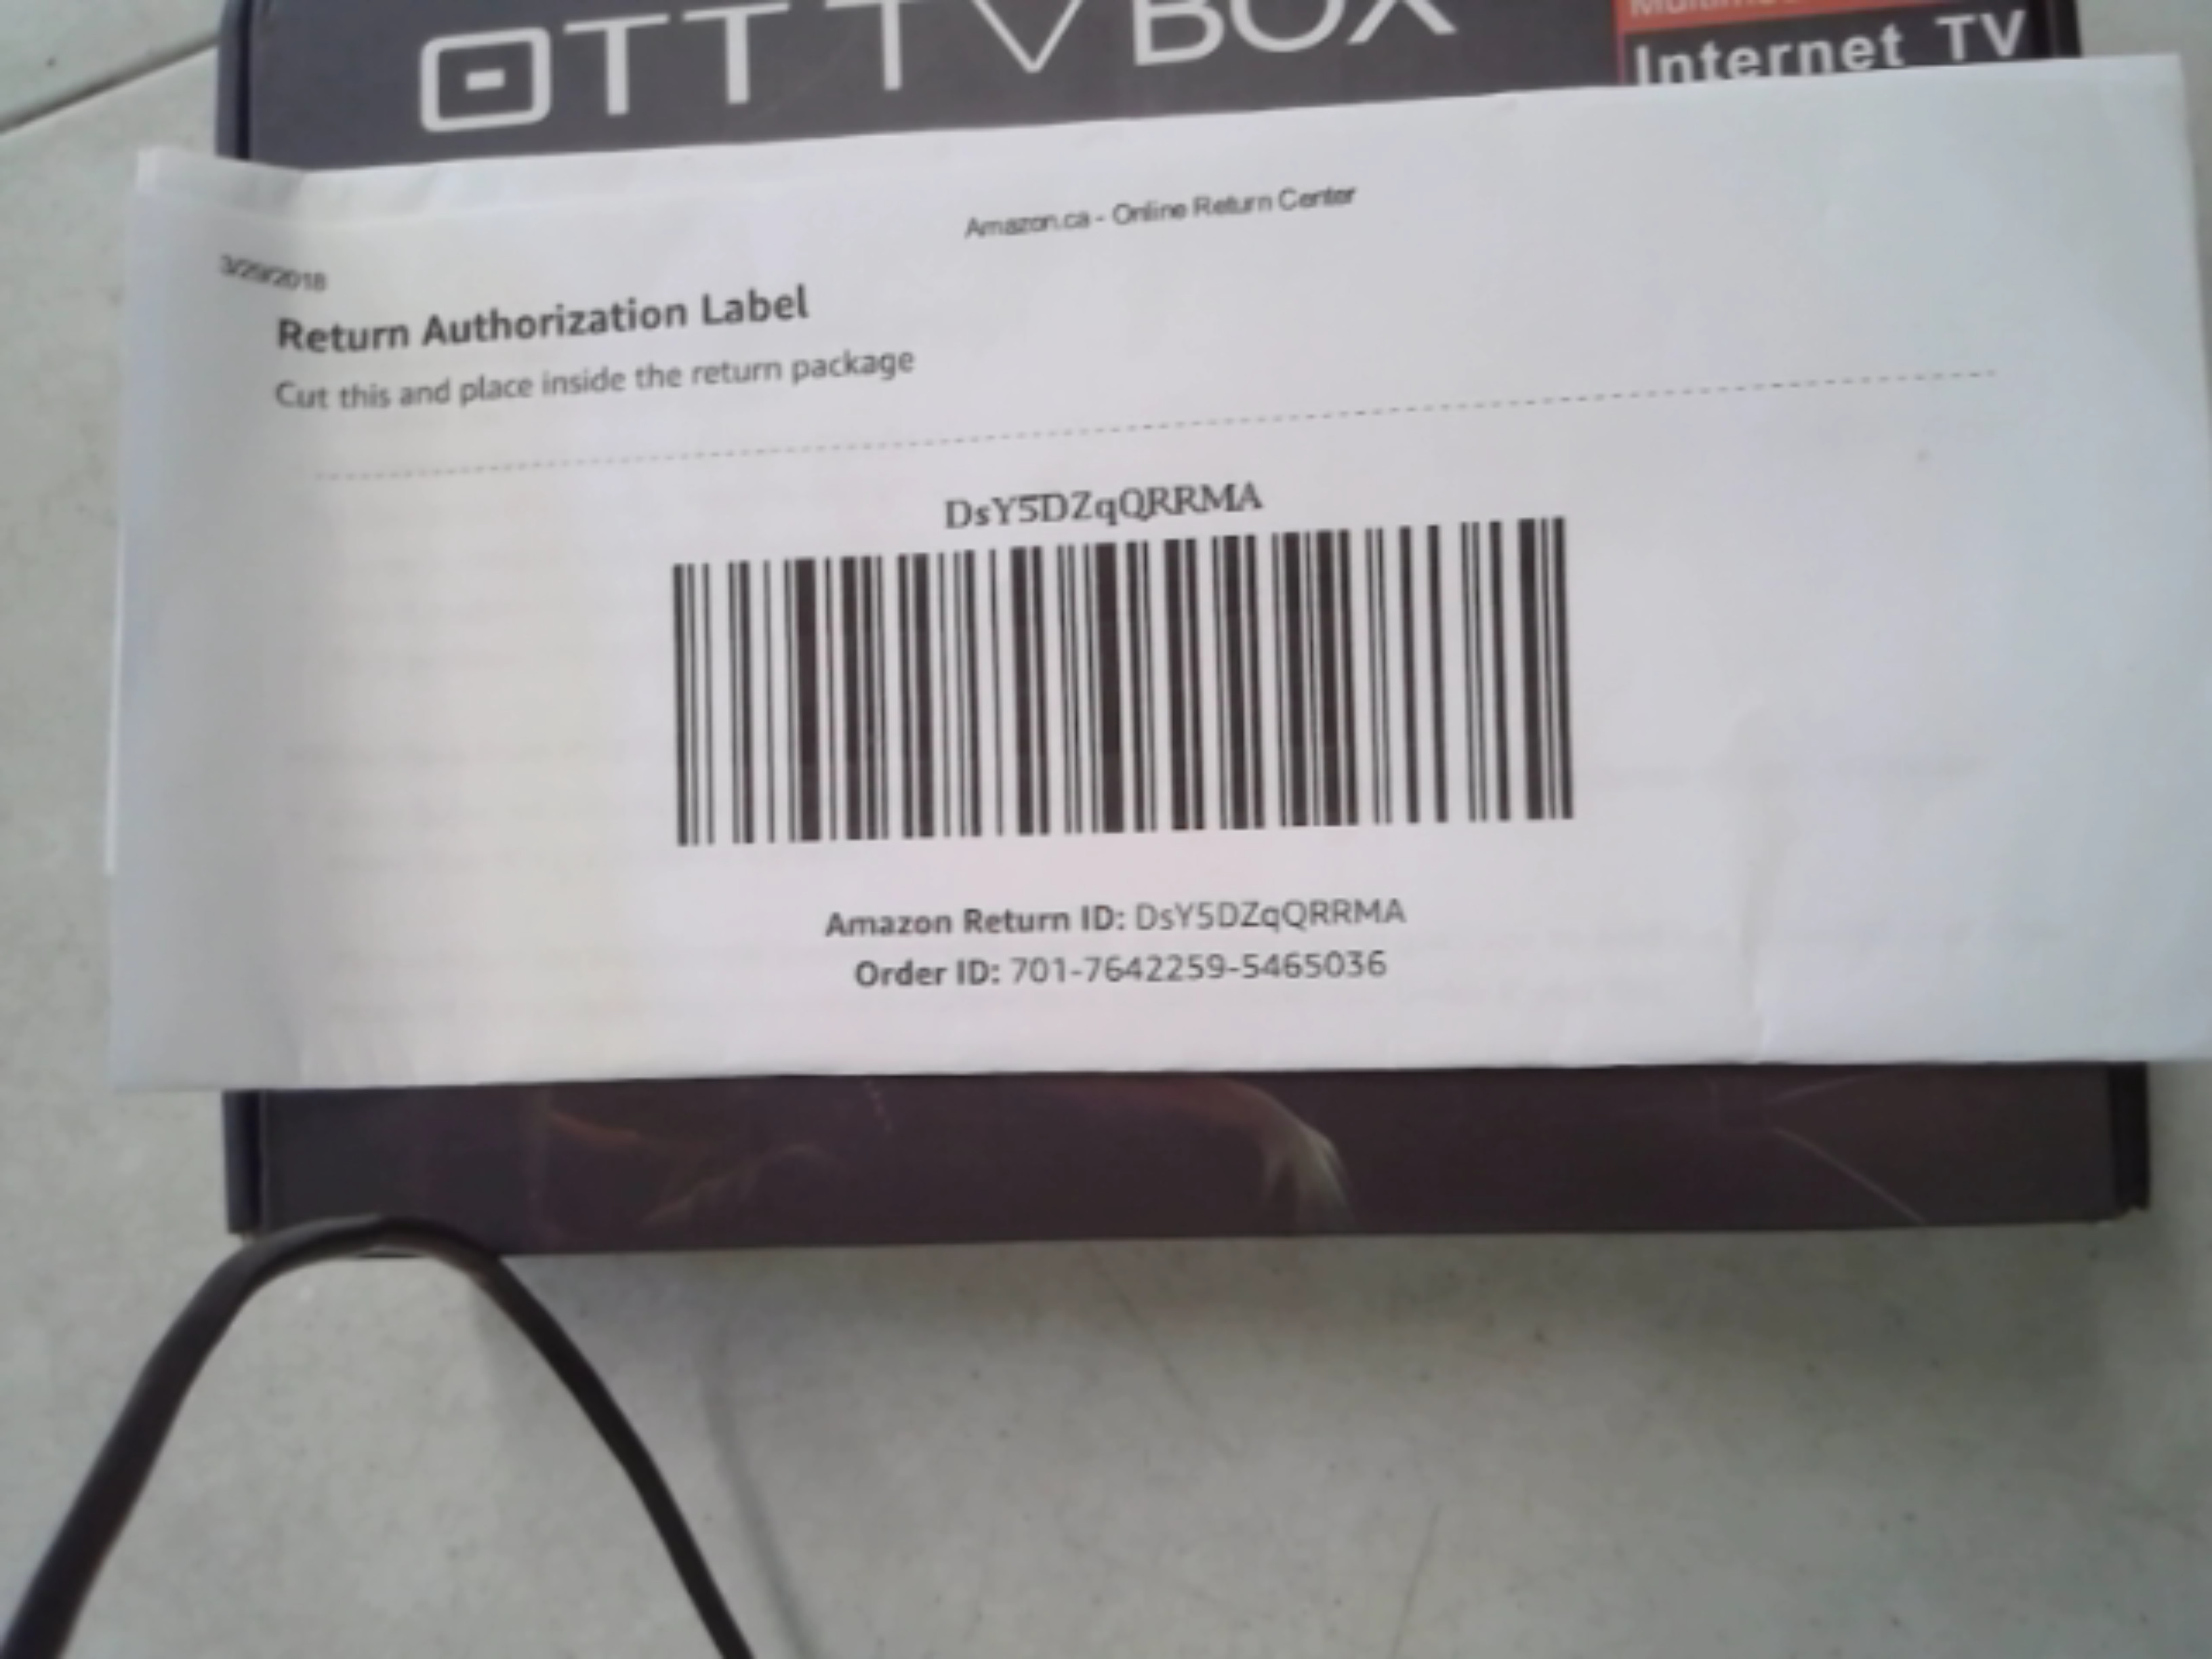 OTT TV BOX
Internet TV
Amazon.ca - Online Return Center
3/29/2018
Return Authorization Label
Cut this and place inside the return package
DsY5DZqQRRMA
Amazon Return ID: DsY5DZqQRRMA
Order ID: 701-7642259-5465036